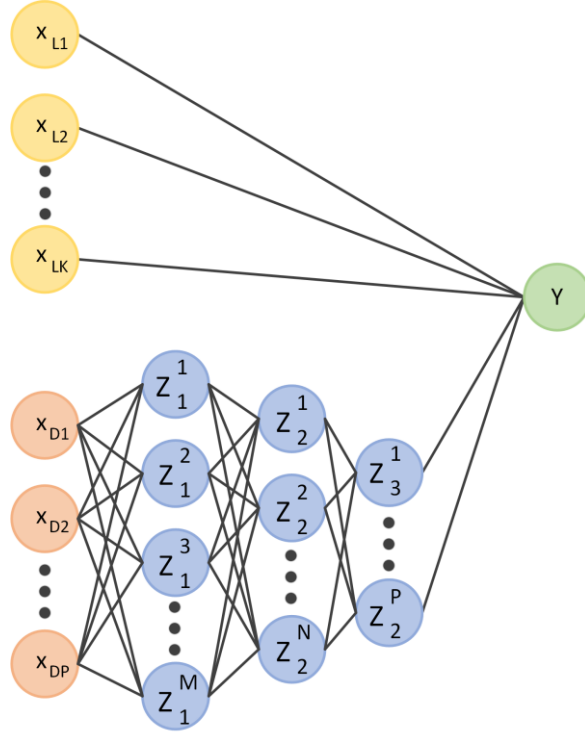 x L1
x L2
x LK
Y
x D1
x D2
x DP
Z 1 1
Z 2 1
Z 3 1
Z M 1
Z 1 2
Z 2 2
Z N 2
Z 1 3
Z P 2